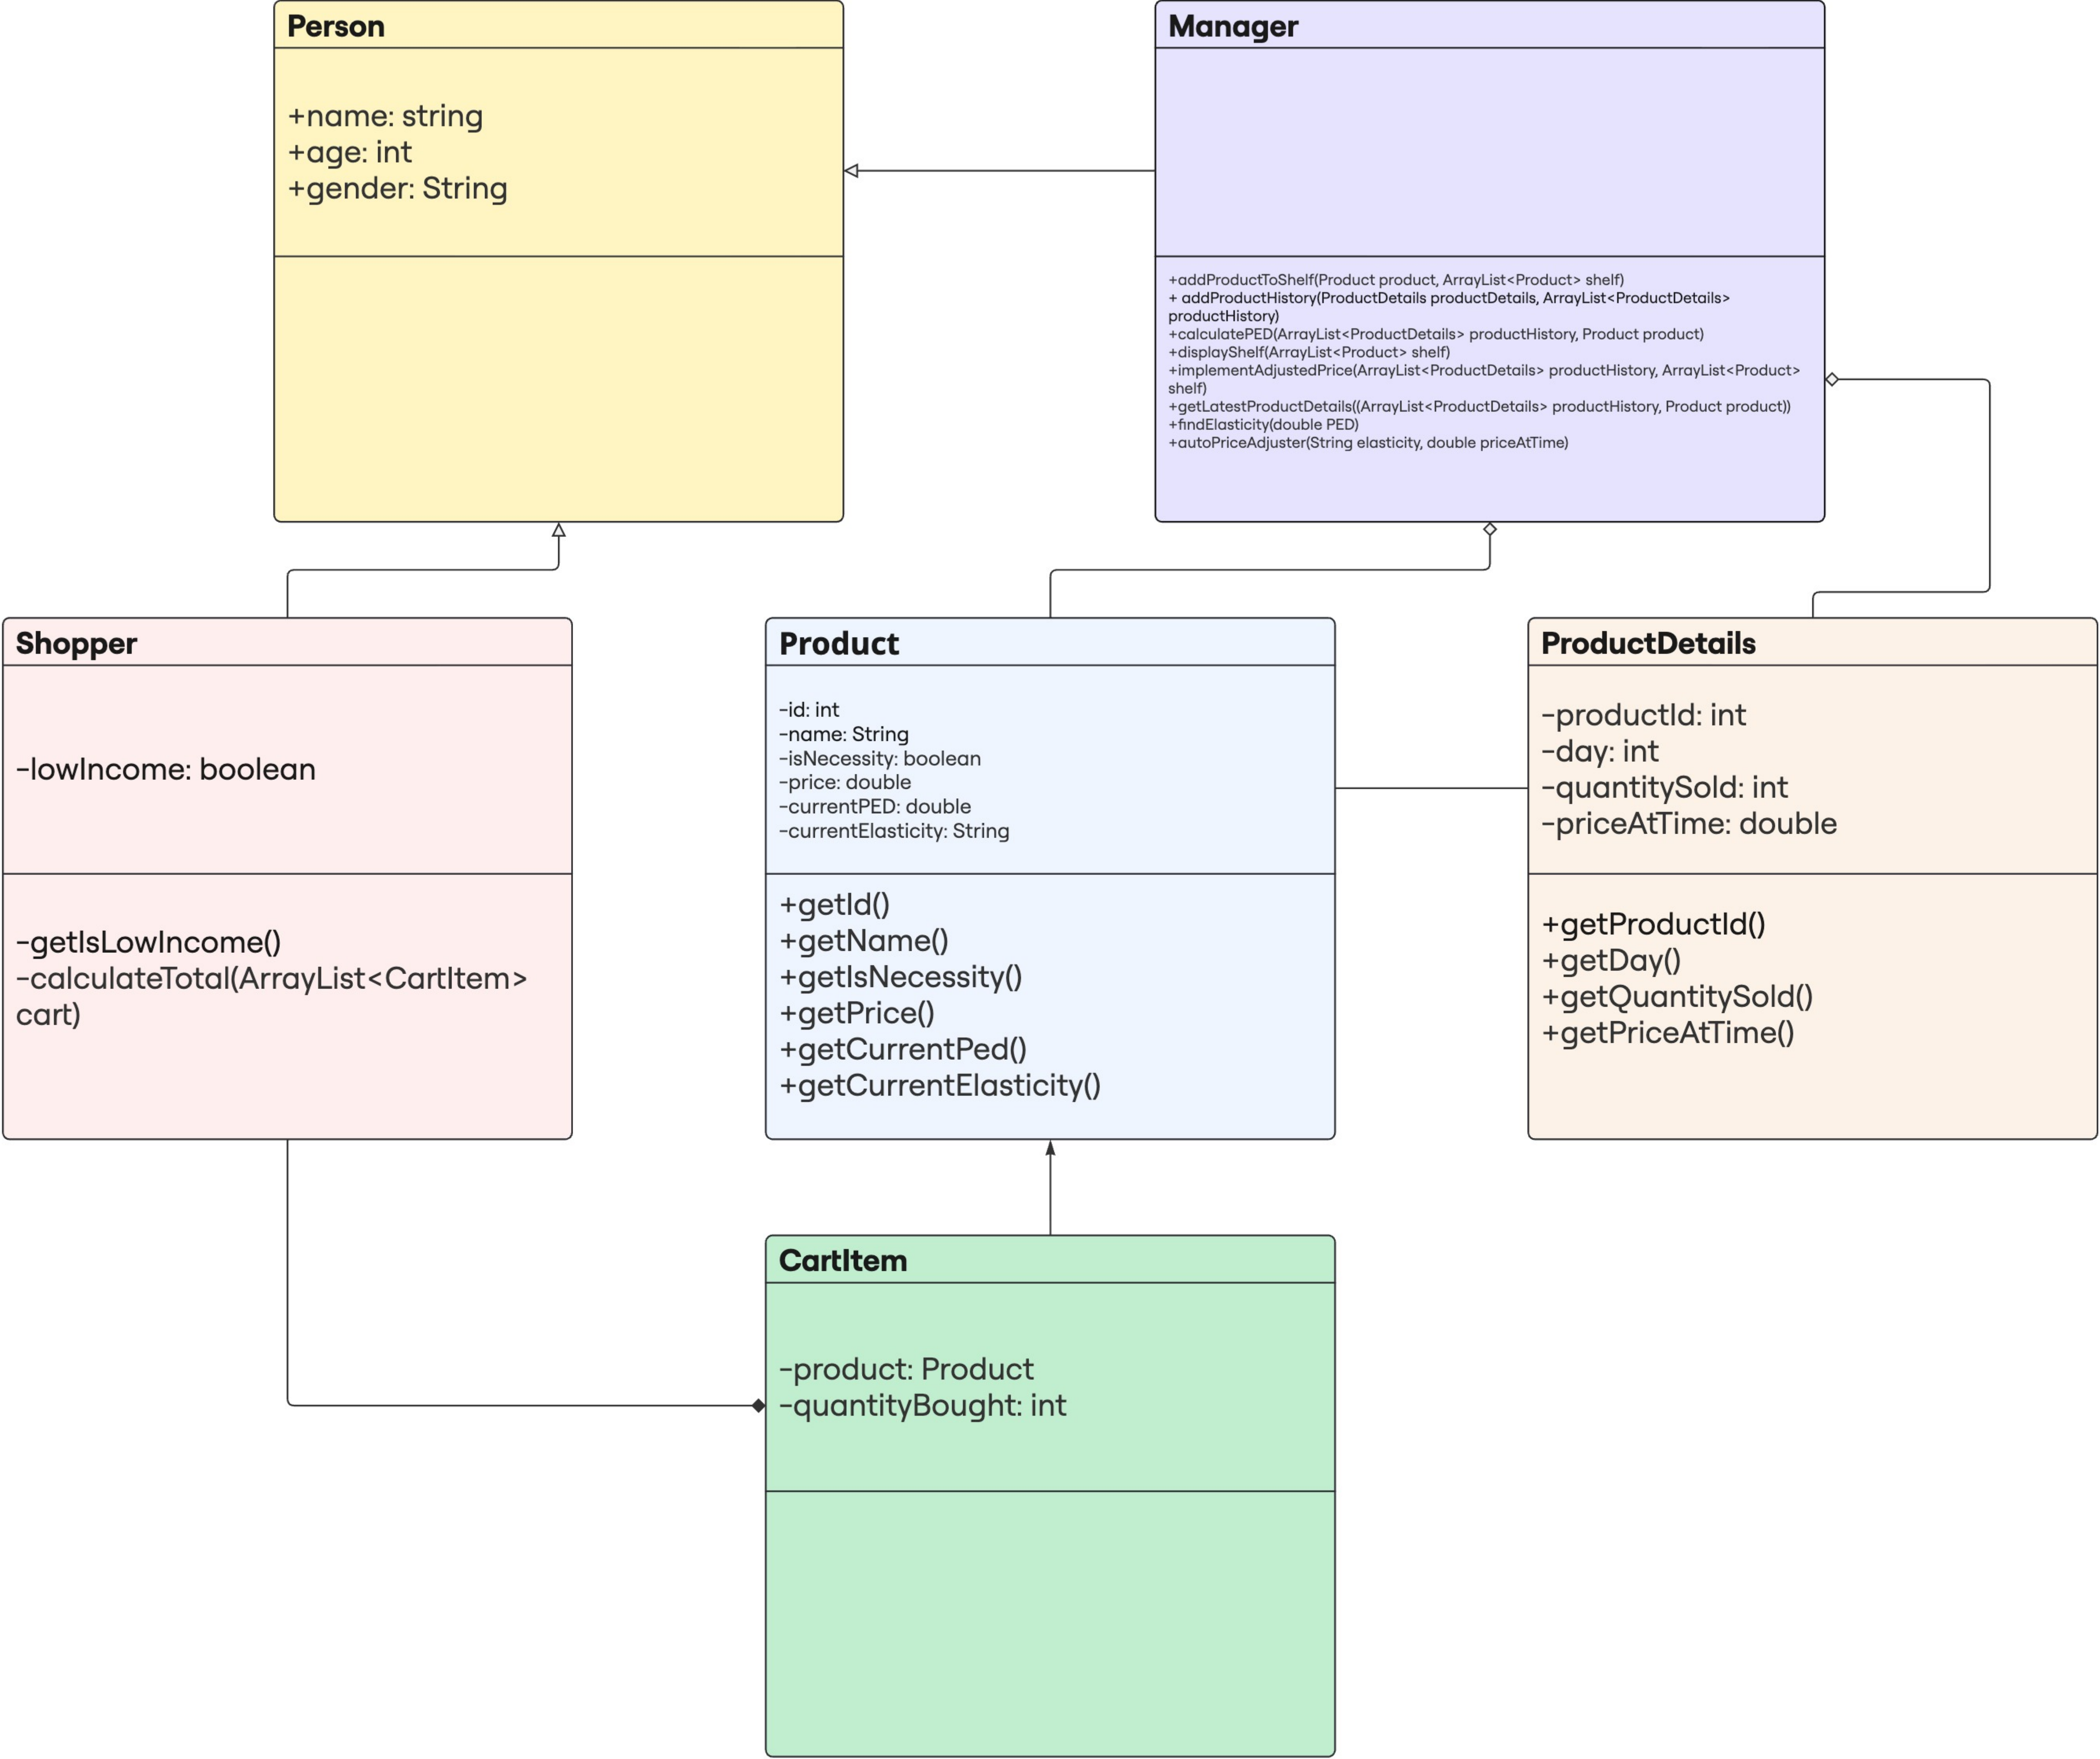 Person
+name: string
+age: int
+gender: String
Manager
+addProductToShelf(Product product, ArrayList<Product> shelf)
+ addProductHistory(ProductDetails productDetails, ArrayList<ProductDetails>
productHistory)
+calculatePED(ArrayList<ProductDetails> productHistory, Product product)
+displayShelf(ArrayList<Product> shelf)
+implementAdjustedPrice(ArrayList<ProductDetails> productHistory, ArrayList<Product>
shelf)
+getLatestProductDetails((ArrayList<ProductDetails> productHistory, Product product))
+findElasticity(double PED)
+autoPriceAdjuster(String elasticity, double priceAtTime)
Shopper
-lowIncome: boolean
-getIsLowIncome()
-calculateTotal(ArrayList<CartItem>
cart)
Product
-id: int
-name: String
-isNecessity: boolean
-price: double
-currentPED: double
-currentElasticity: String
+getId()
+getName()
+getIsNecessity()
+getPrice()
+getCurrentPed()
+getCurrentElasticity()
ProductDetails
-productId: int
-day: int
-quantitySold: int
-priceAtTime: double
+getProductId()
+getDay()
+getQuantitySold()
+getPriceAtTime()
CartItem
-product: Product
-quantityBought: int